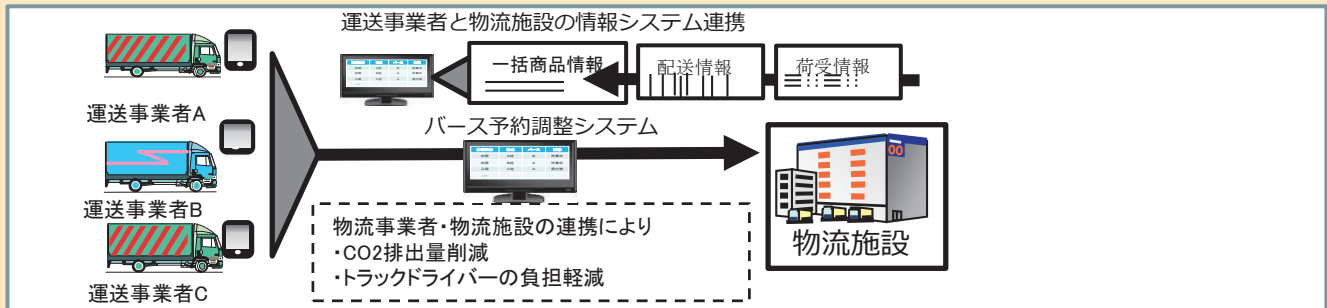 運送事業者と物流施設の情報システム連携
一括商品情報
配送情報
荷受情報
運送事業者A
バース予約調整システム
運送事業者B
物流事業者・物流施設の連携により
・CO2排出量削減
・トラックドライバーの負担軽減
物流施設
運送事業者C